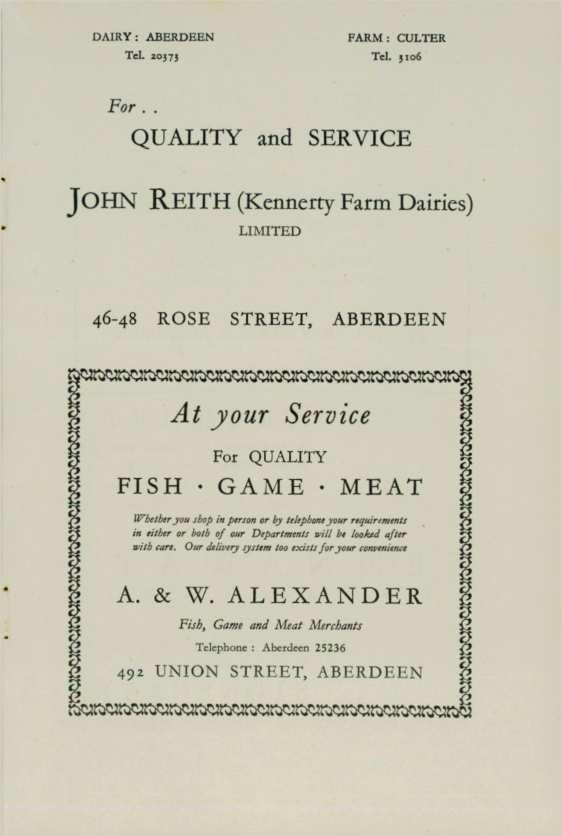 DAIRY : ABERDEEN FARM : CULTER
Tel. 20373 Tel. 3106
For . .
QUALITY and SERVICE
JOHN REITH (Kennerty Farm Dairies)
LIMITED
46-48 ROSE STREET, ABERDEEN
At your Service
For QUALITY
FISH · GAME · MEAT
Whether you shop in person or by telephone your requirements
in either or both of our Departments will be looked after
with care. Our delivery system too exists for your convenience
A. & W. ALEXANDER
Fish, Game and Meat Merchants
Telephone : Aberdeen 25236
492 UNION STREET, ABERDEEN